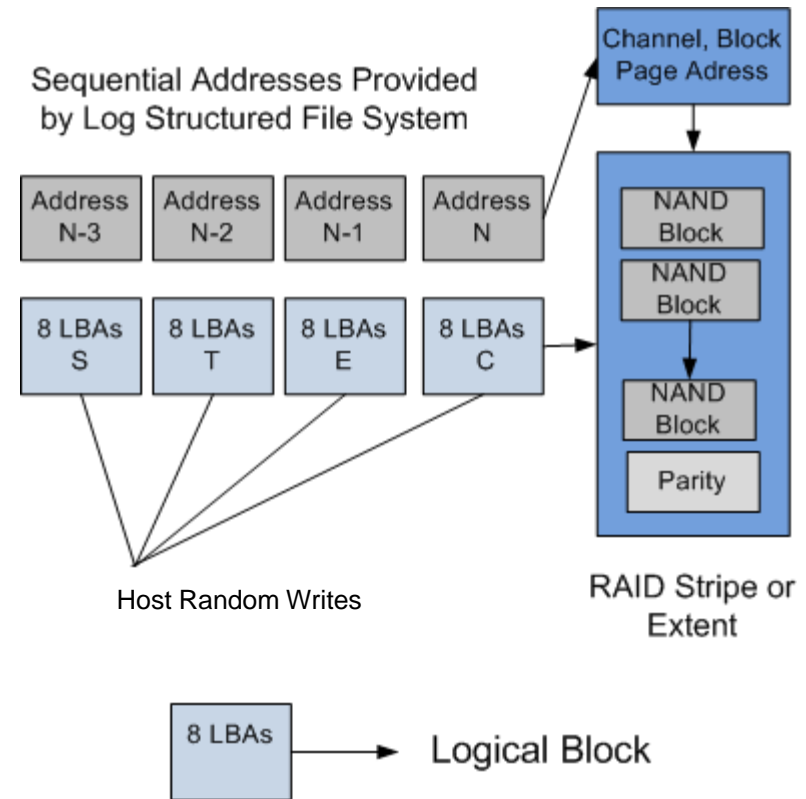 Sequential Addresses Provided
by Log Structured File System
Channel, Block
Page Adress
Address
N-3
Address
N-2
Address
N-1
Address
N
8 LBAs
S
8 LBAs
T
8 LBAs
E
8 LBAs
C
NAND
Block
NAND
Block
NAND
Block
Parity
Host Random Writes
RAID Stripe or
Extent
8 LBAs
Logical Block